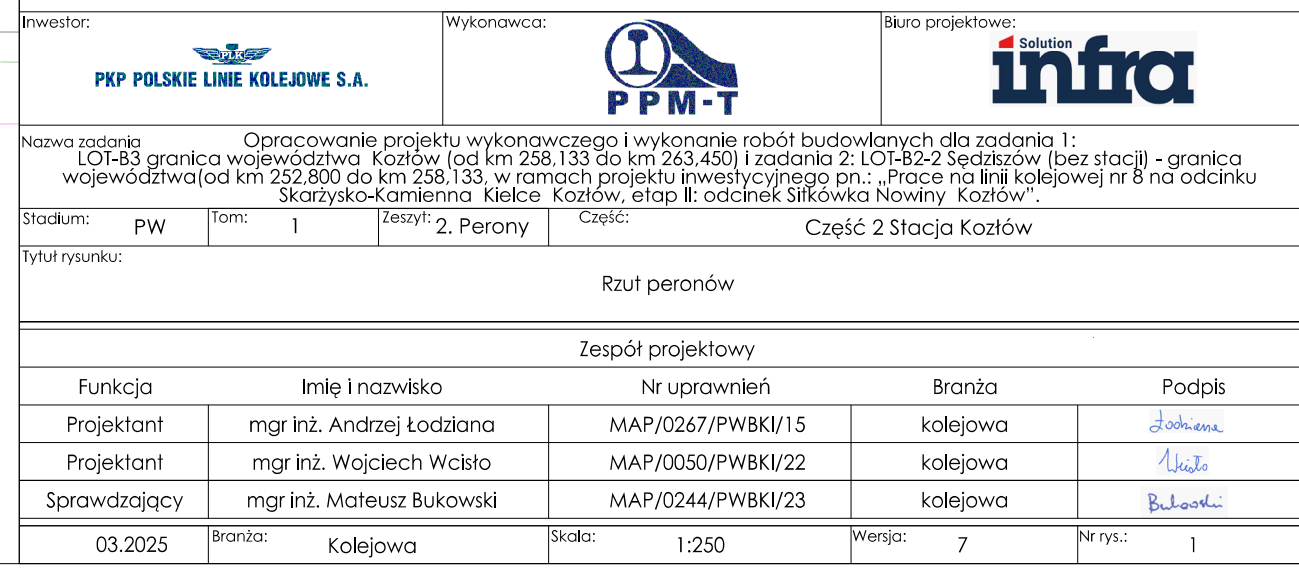 Inwestor:
PLK
PKP POLSKIE LINIE KOLEJOWE S.A.
Wykonawca:
PPM-T
Biuro projektowe:
Solution
infra
Nazwa zadania
Opracowanie projektu wykonawczego i wykonanie robót budowlanych dla zadania 1:
LOT-B3 granica województwa Kozłów (od km 258,133 do km 263,450) i zadania 2: LOT-B2-2 Sędziszów (bez stacji) - granica
województwa(od km 252,800 do km 258,133, w ramach projektu inwestycyjnego pn.: „Prace na linii kolejowej nr 8 na odcinku
Skarżysko-Kamienna Kielce Kozłów, etap II: odcinek Sitkówka Nowiny Kozłów”.
Stadium: PW Tom: 1 Zeszyt: 2. Perony Część: Część 2 Stacja Kozłów
Tytuł rysunku:
Rzut peronów
Zespół projektowy
Funkcja Imię i nazwisko Nr uprawnień Branża Podpis
Projektant mgr inż. Andrzej Łodziana MAP/0267/PWBKl/15 kolejowa Łodziana
Projektant mgr inż. Wojciech Wcisło MAP/0050/PWBKl/22 kolejowa Wcisło
Sprawdzający mgr inż. Mateusz Bukowski MAP/0244/PWBKl/23 kolejowa Bukowski
03.2025 Branża: Kolejowa Skala: 1:250 Wersja: 7 Nr rys.: 1